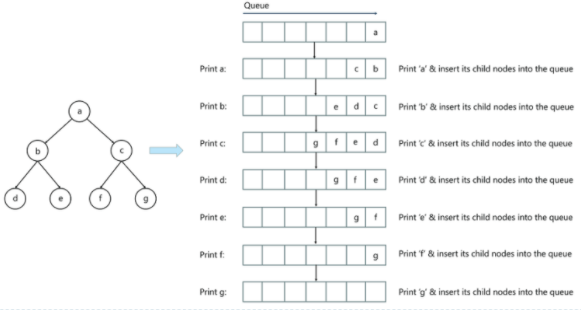 Queue
a
Print a: c b Print 'a' & insert its child nodes into the queue
Print b: e d c Print 'b' & insert its child nodes into the queue
Print c: g f e d Print 'c' & insert its child nodes into the queue
Print d: g f e Print 'd' & insert its child nodes into the queue
Print e: g f Print 'e' & insert its child nodes into the queue
Print f: g Print 'f' & insert its child nodes into the queue
Print g: Print 'g' & insert its child nodes into the queue
a
b c
d e f g